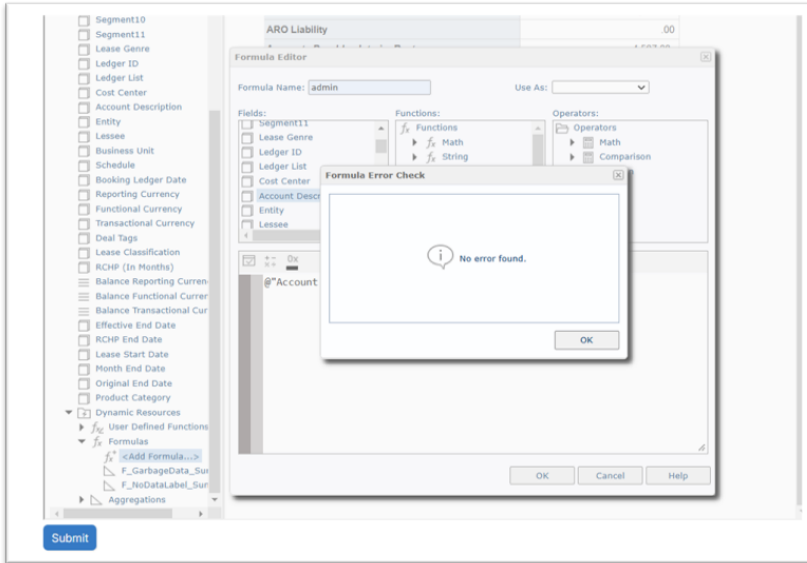 Segment10
Segment11
Lease Genre
Ledger ID
Ledger List
Cost Center
Account Description
Entity
Lessee
Business Unit
Schedule
Booking Ledger Date
Reporting Currency
Functional Currency
Transactional Currency
Deal Tags
Lease Classification
RCHP (In Months)
Balance Reporting Curren
Balance Functional Currer
Balance Transactional Cur
Effective End Date
RCHP End Date
Lease Start Date
Month End Date
Original End Date
Product Category
Dynamic Resources
User Defined Functions
Formulas
<Add Formula...>
F_GarbageData_Sur
F_NoDataLabel_Sur
Aggregations
ARO Liability .00
Formula Editor
Formula Name: admin Use As:
Fields: Functions: Operators:
Segment11
Lease Genre
Ledger ID
Ledger List
Cost Center
Account Descr
Entity
Lessee
Functions
Math
String
Operators
Math
Comparison
Formula Error Check
No error found.
OK
@"Account
OK Cancel Help
Submit